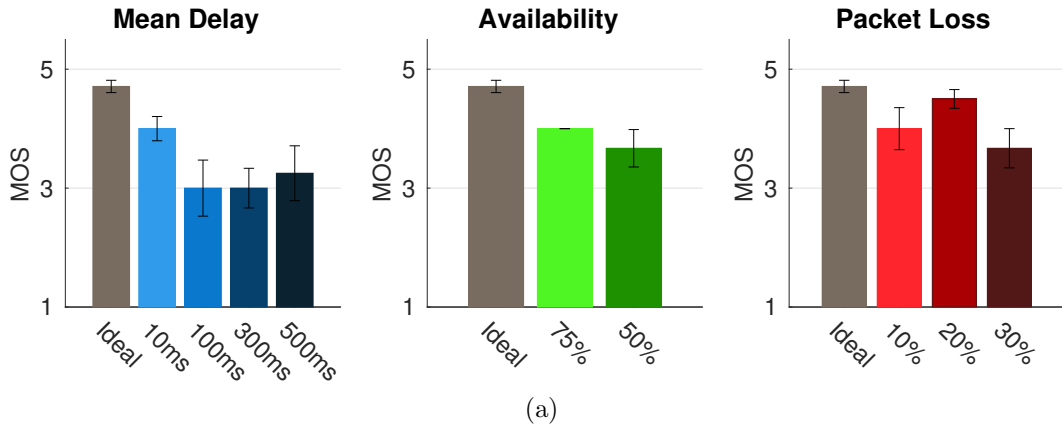 Mean Delay
MOS
5
3
1
Ideal
10ms
100ms
300ms
500ms
Availability
MOS
5
3
1
Ideal
75%
50%
Packet Loss
MOS
5
3
1
Ideal
10%
20%
30%
(a)